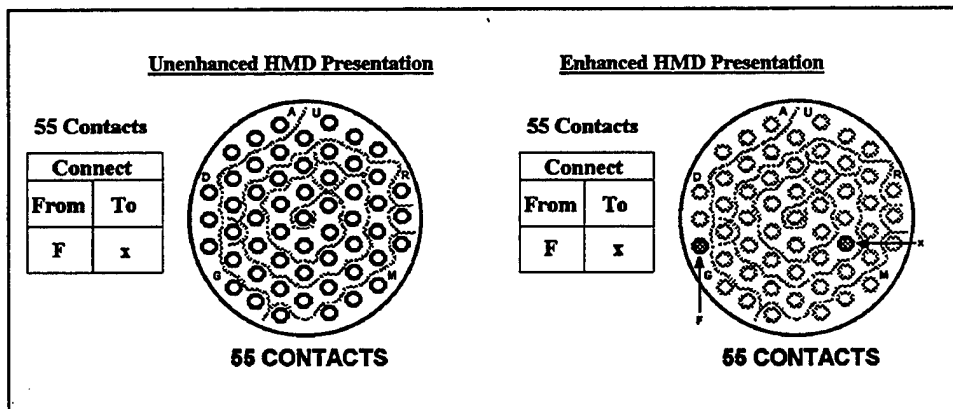 Unenhanced HMD Presentation
55 Contacts
Connect
From To
F x
A U
D R
G M
55 CONTACTS
Enhanced HMD Presentation
55 Contacts
Connect
From To
F x
A U
D R
x
G M
F
55 CONTACTS